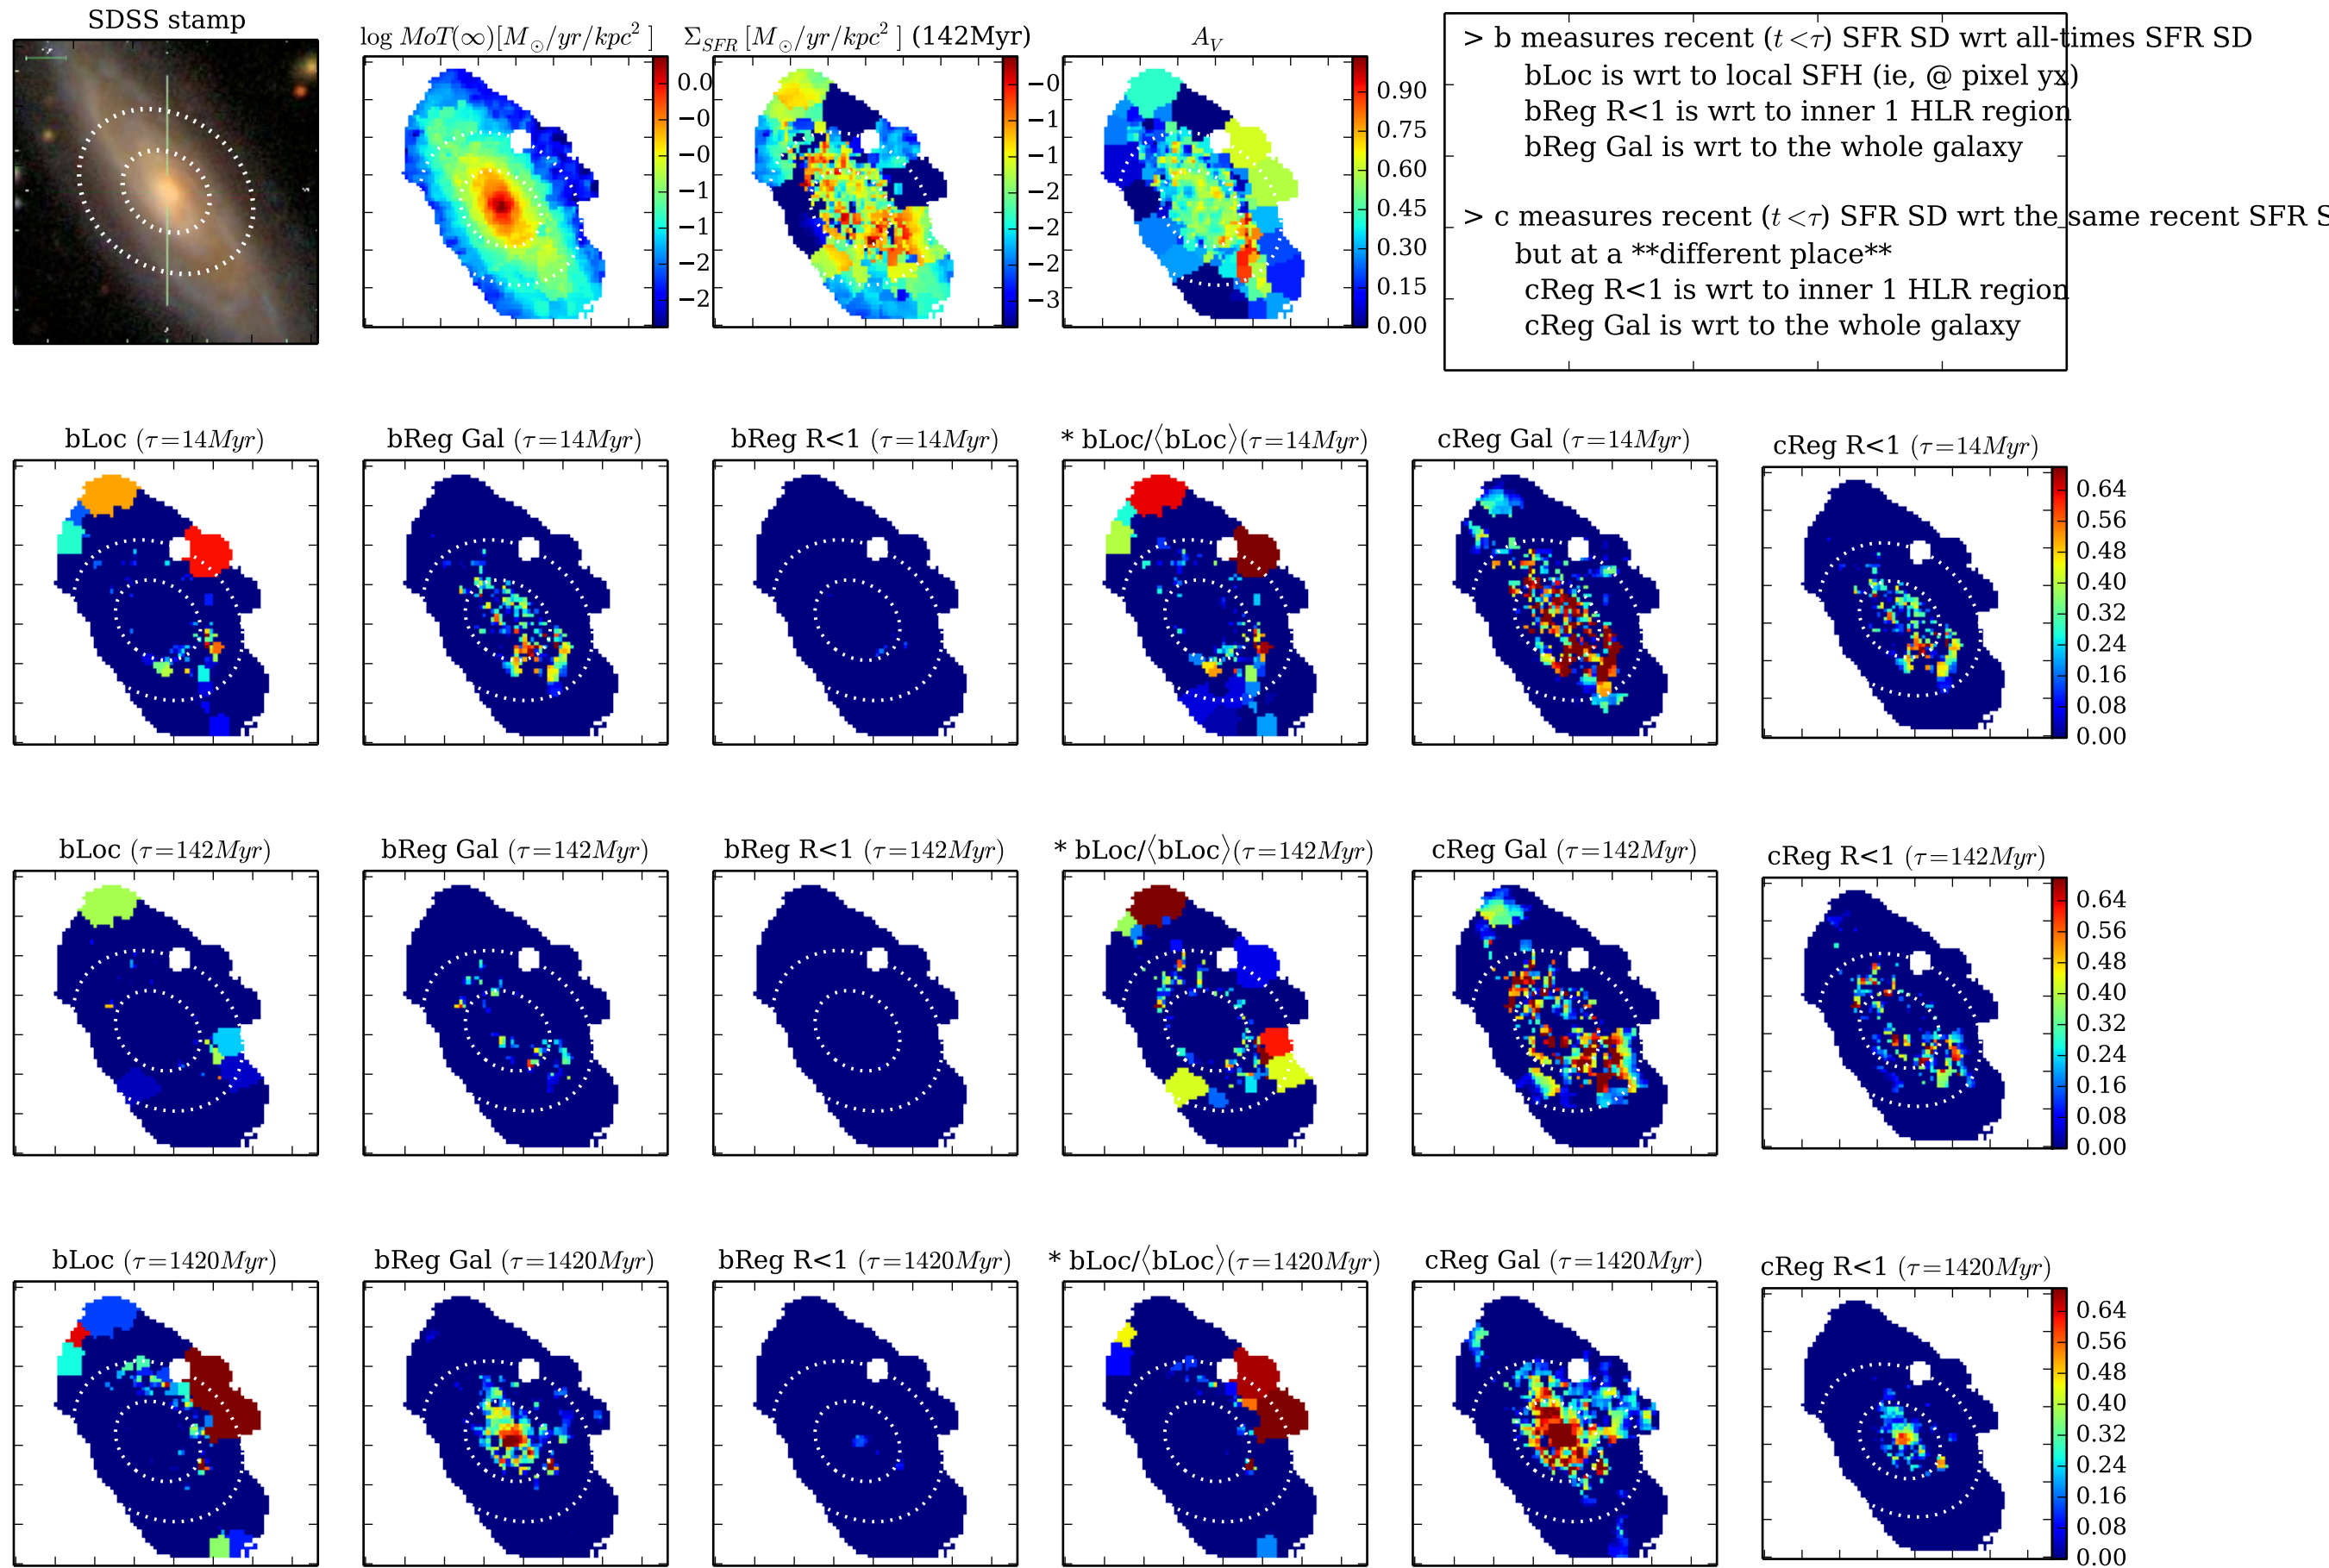 SDSS stamp
log MoT(∞)[M⊙/yr/kpc² ]
Σ_SFR [M⊙/yr/kpc² ] (142Myr)
A_V
0.0
−0
−0
−1
−1
−2
−2
−0
−1
−1
−2
−2
−2
−3
0.90
0.75
0.60
0.45
0.30
0.15
0.00
> b measures recent (t <τ) SFR SD wrt all-times SFR SD
bLoc is wrt to local SFH (ie, @ pixel yx)
bReg R<1 is wrt to inner 1 HLR region
bReg Gal is wrt to the whole galaxy
> c measures recent (t <τ) SFR SD wrt the same recent SFR S
but at a **different place**
cReg R<1 is wrt to inner 1 HLR region
cReg Gal is wrt to the whole galaxy
bLoc (τ=14Myr)
bReg Gal (τ=14Myr)
bReg R<1 (τ=14Myr)
* bLoc/⟨bLoc⟩(τ=14Myr)
cReg Gal (τ=14Myr)
cReg R<1 (τ=14Myr)
0.64
0.56
0.48
0.40
0.32
0.24
0.16
0.08
0.00
bLoc (τ=142Myr)
bReg Gal (τ=142Myr)
bReg R<1 (τ=142Myr)
* bLoc/⟨bLoc⟩(τ=142Myr)
cReg Gal (τ=142Myr)
cReg R<1 (τ=142Myr)
0.64
0.56
0.48
0.40
0.32
0.24
0.16
0.08
0.00
bLoc (τ=1420Myr)
bReg Gal (τ=1420Myr)
bReg R<1 (τ=1420Myr)
* bLoc/⟨bLoc⟩(τ=1420Myr)
cReg Gal (τ=1420Myr)
cReg R<1 (τ=1420Myr)
0.64
0.56
0.48
0.40
0.32
0.24
0.16
0.08
0.00